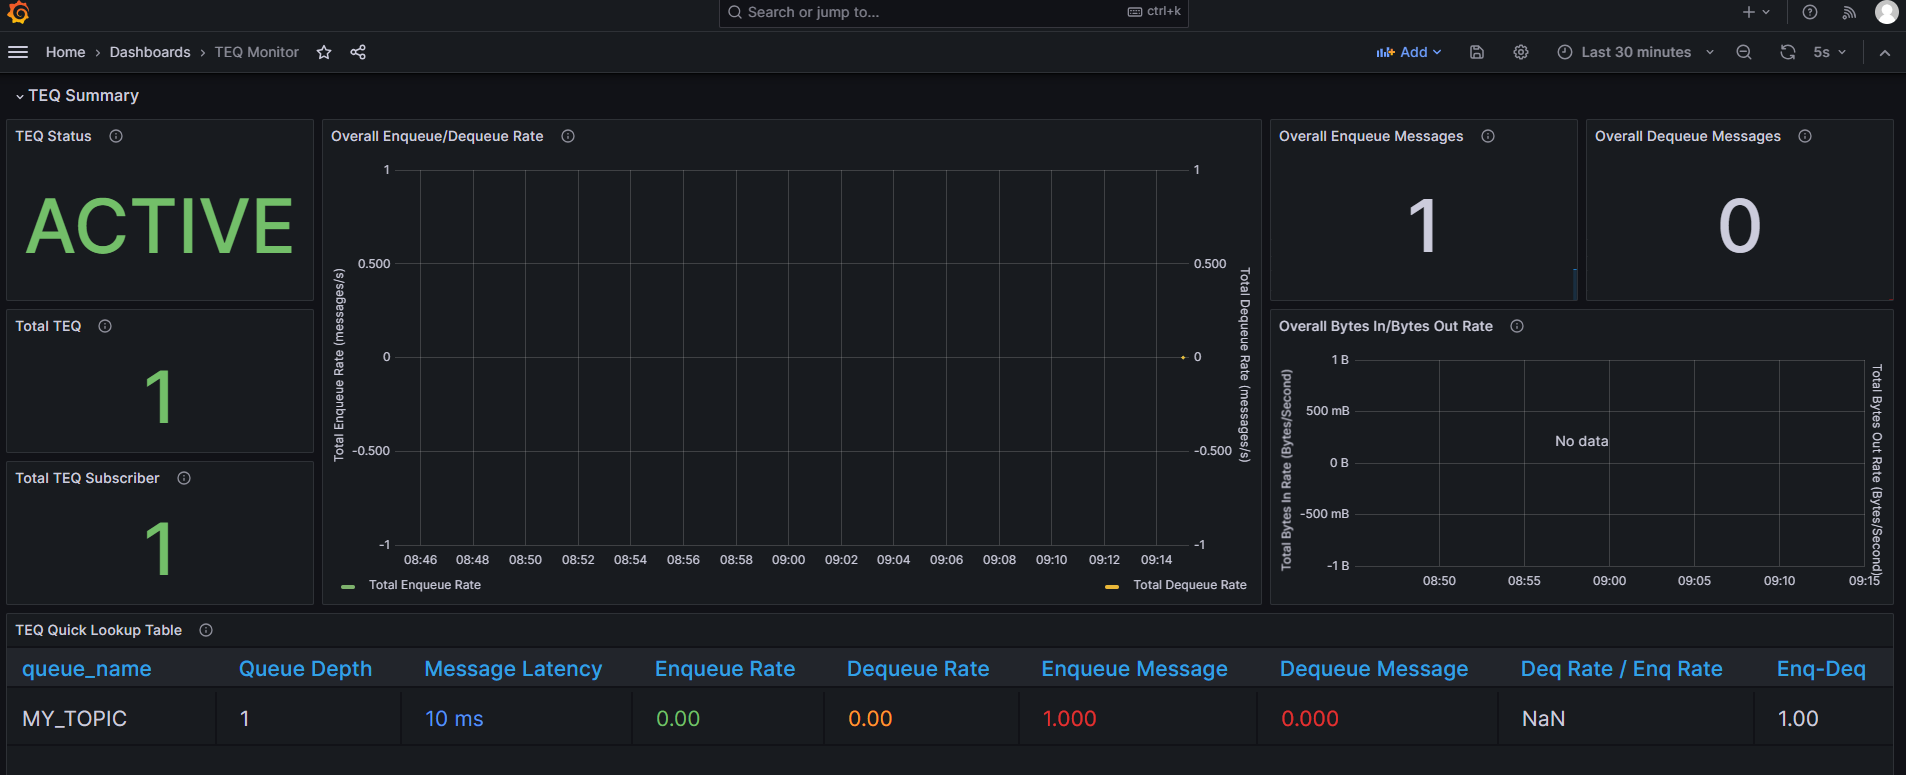 Search or jump to... ctrl+k
Home › Dashboards › TEQ Monitor
Add
Last 30 minutes
5s
TEQ Summary
TEQ Status
ACTIVE
Total TEQ
1
Total TEQ Subscriber
1
Overall Enqueue/Dequeue Rate
Total Enqueue Rate (messages/s)
1
0.500
0
-0.500
-1
1
0.500
0
-0.500
-1
Total Dequeue Rate (messages/s)
08:46 08:48 08:50 08:52 08:54 08:56 08:58 09:00 09:02 09:04 09:06 09:08 09:10 09:12 09:14
Total Enqueue Rate
Total Dequeue Rate
Overall Enqueue Messages
1
Overall Dequeue Messages
0
Overall Bytes In/Bytes Out Rate
Total Bytes In Rate (Bytes/Second)
1 B
500 mB
0 B
-500 mB
-1 B
No data
Total Bytes Out Rate (Bytes/Second)
08:50 08:55 09:00 09:05 09:10 09:15
TEQ Quick Lookup Table
queue_name Queue Depth Message Latency Enqueue Rate Dequeue Rate Enqueue Message Dequeue Message Deq Rate / Enq Rate Enq-Deq
MY_TOPIC 1 10 ms 0.00 0.00 1.000 0.000 NaN 1.00